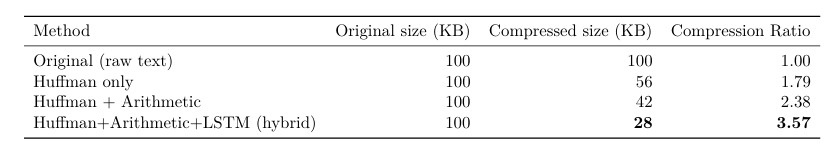 Method Original size (KB) Compressed size (KB) Compression Ratio
Original (raw text) 100 100 1.00
Huffman only 100 56 1.79
Huffman + Arithmetic 100 42 2.38
Huffman+Arithmetic+LSTM (hybrid) 100 28 3.57